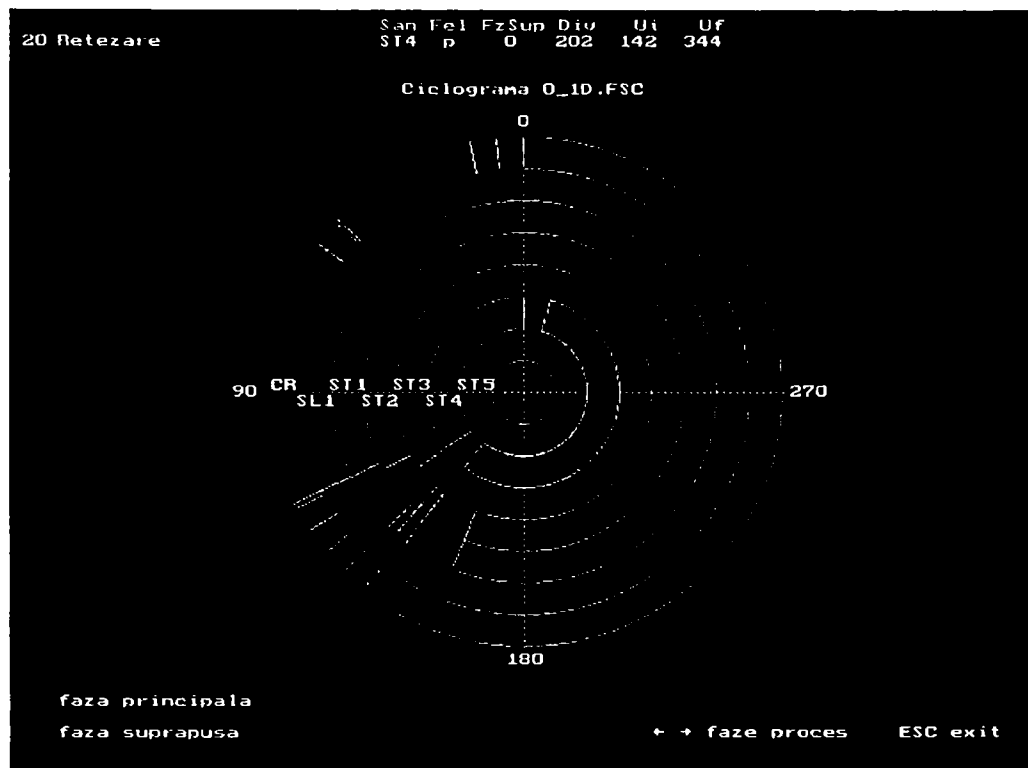 San Fel FzSup Div Ui Uf
20 Retezare ST4 p 0 202 142 344
Ciclograma O_1D.FSC
0
90 CR ST1 ST3 ST5 270
SL1 ST2 ST4
180
faza principala
faza suprapusa ← → faze proces ESC exit